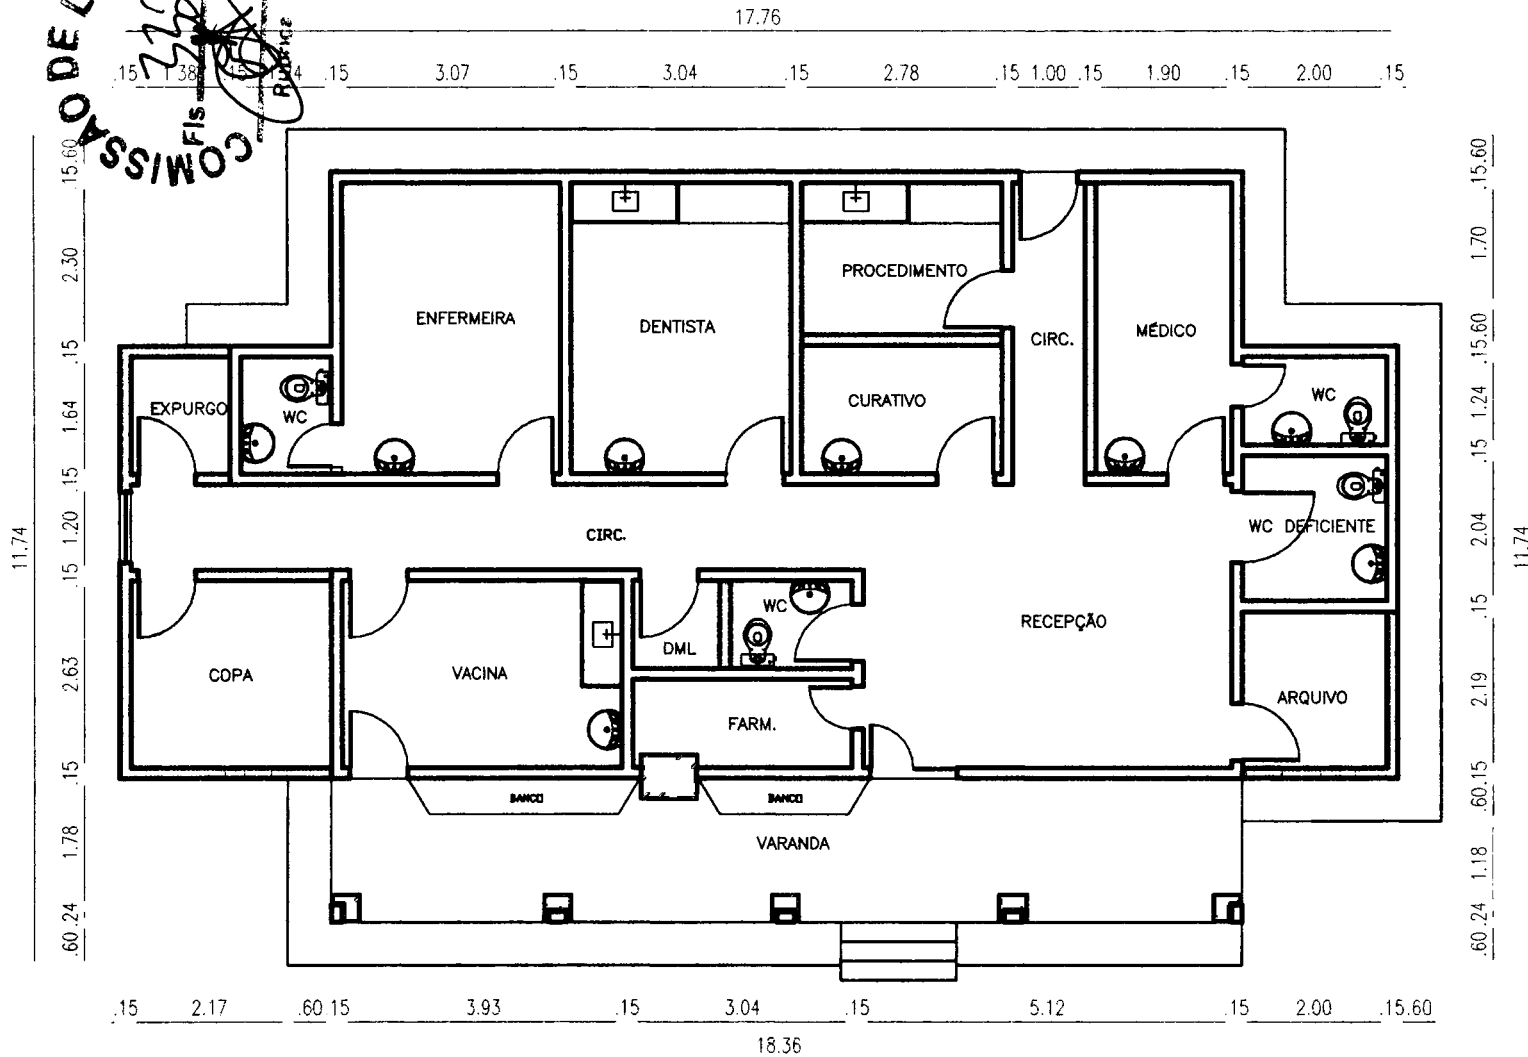 17.76
.15 1.38 .15 .15 3.07 .15 3.04 .15 2.78 .15 1.00 .15 1.90 .15 2.00 .15
COMISSAO DE
Fls
Rubrica
.15.60
2.30
.15
1.64
.15
1.20
.15
2.63
.15
1.78
.60.24
11.74
ENFERMEIRA
DENTISTA
PROCEDIMENTO
CIRC.
MÉDICO
EXPURGO
WC
CURATIVO
WC
CIRC.
WC DEFICIENTE
WC
RECEPÇÃO
DML
COPA
VACINA
FARM.
ARQUIVO
BANCO
BANCO
VARANDA
.15.60
1.70
.15.60
1.24
.15
2.04
.15
2.19
.60.15
1.18
.60.24
11.74
.15 2.17 .60.15 3.93 .15 3.04 .15 5.12 .15 2.00 .15.60
18.36